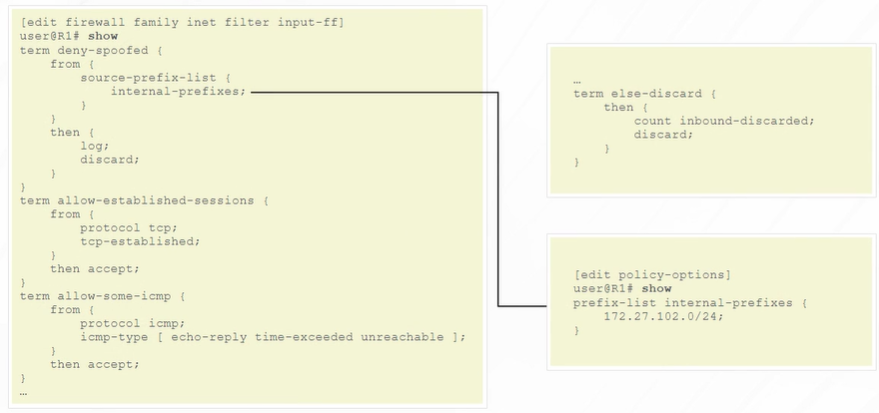 [edit firewall family inet filter input-ff]
user@R1# show
term deny-spoofed {
    from {
        source-prefix-list {
            internal-prefixes;
        }
    }
    then {
        log;
        discard;
    }
}
term allow-established-sessions {
    from {
        protocol tcp;
        tcp-established;
    }
    then accept;
}
term allow-some-icmp {
    from {
        protocol icmp;
        icmp-type [ echo-reply time-exceeded unreachable ];
    }
    then accept;
}
…
…
term else-discard {
    then {
        count inbound-discarded;
        discard;
    }
}
[edit policy-options]
user@R1# show
prefix-list internal-prefixes {
    172.27.102.0/24;
}